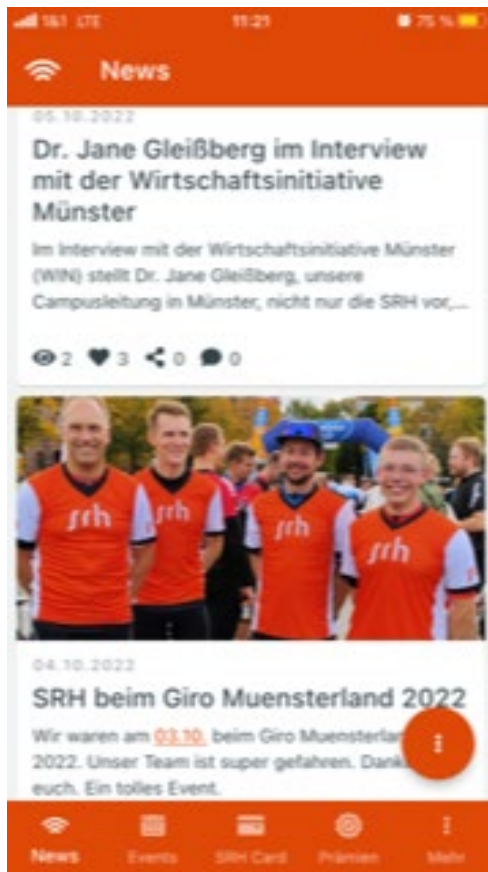 1&1 LTE 11:21 75 %
News
05.10.2022
Dr. Jane Gleißberg im Interview
mit der Wirtschaftsinitiative
Münster
Im Interview mit der Wirtschaftsinitiative Münster
(WIN) stellt Dr. Jane Gleißberg, unsere
Campusleitung in Münster, nicht nur die SRH vor,...
2 3 0 0
srh srh srh srh
04.10.2022
SRH beim Giro Muensterland 2022
Wir waren am 03.10. beim Giro Muensterla
2022. Unser Team ist super gefahren. Dank
euch. Ein tolles Event.
News Events SRH Card Prämien Mehr